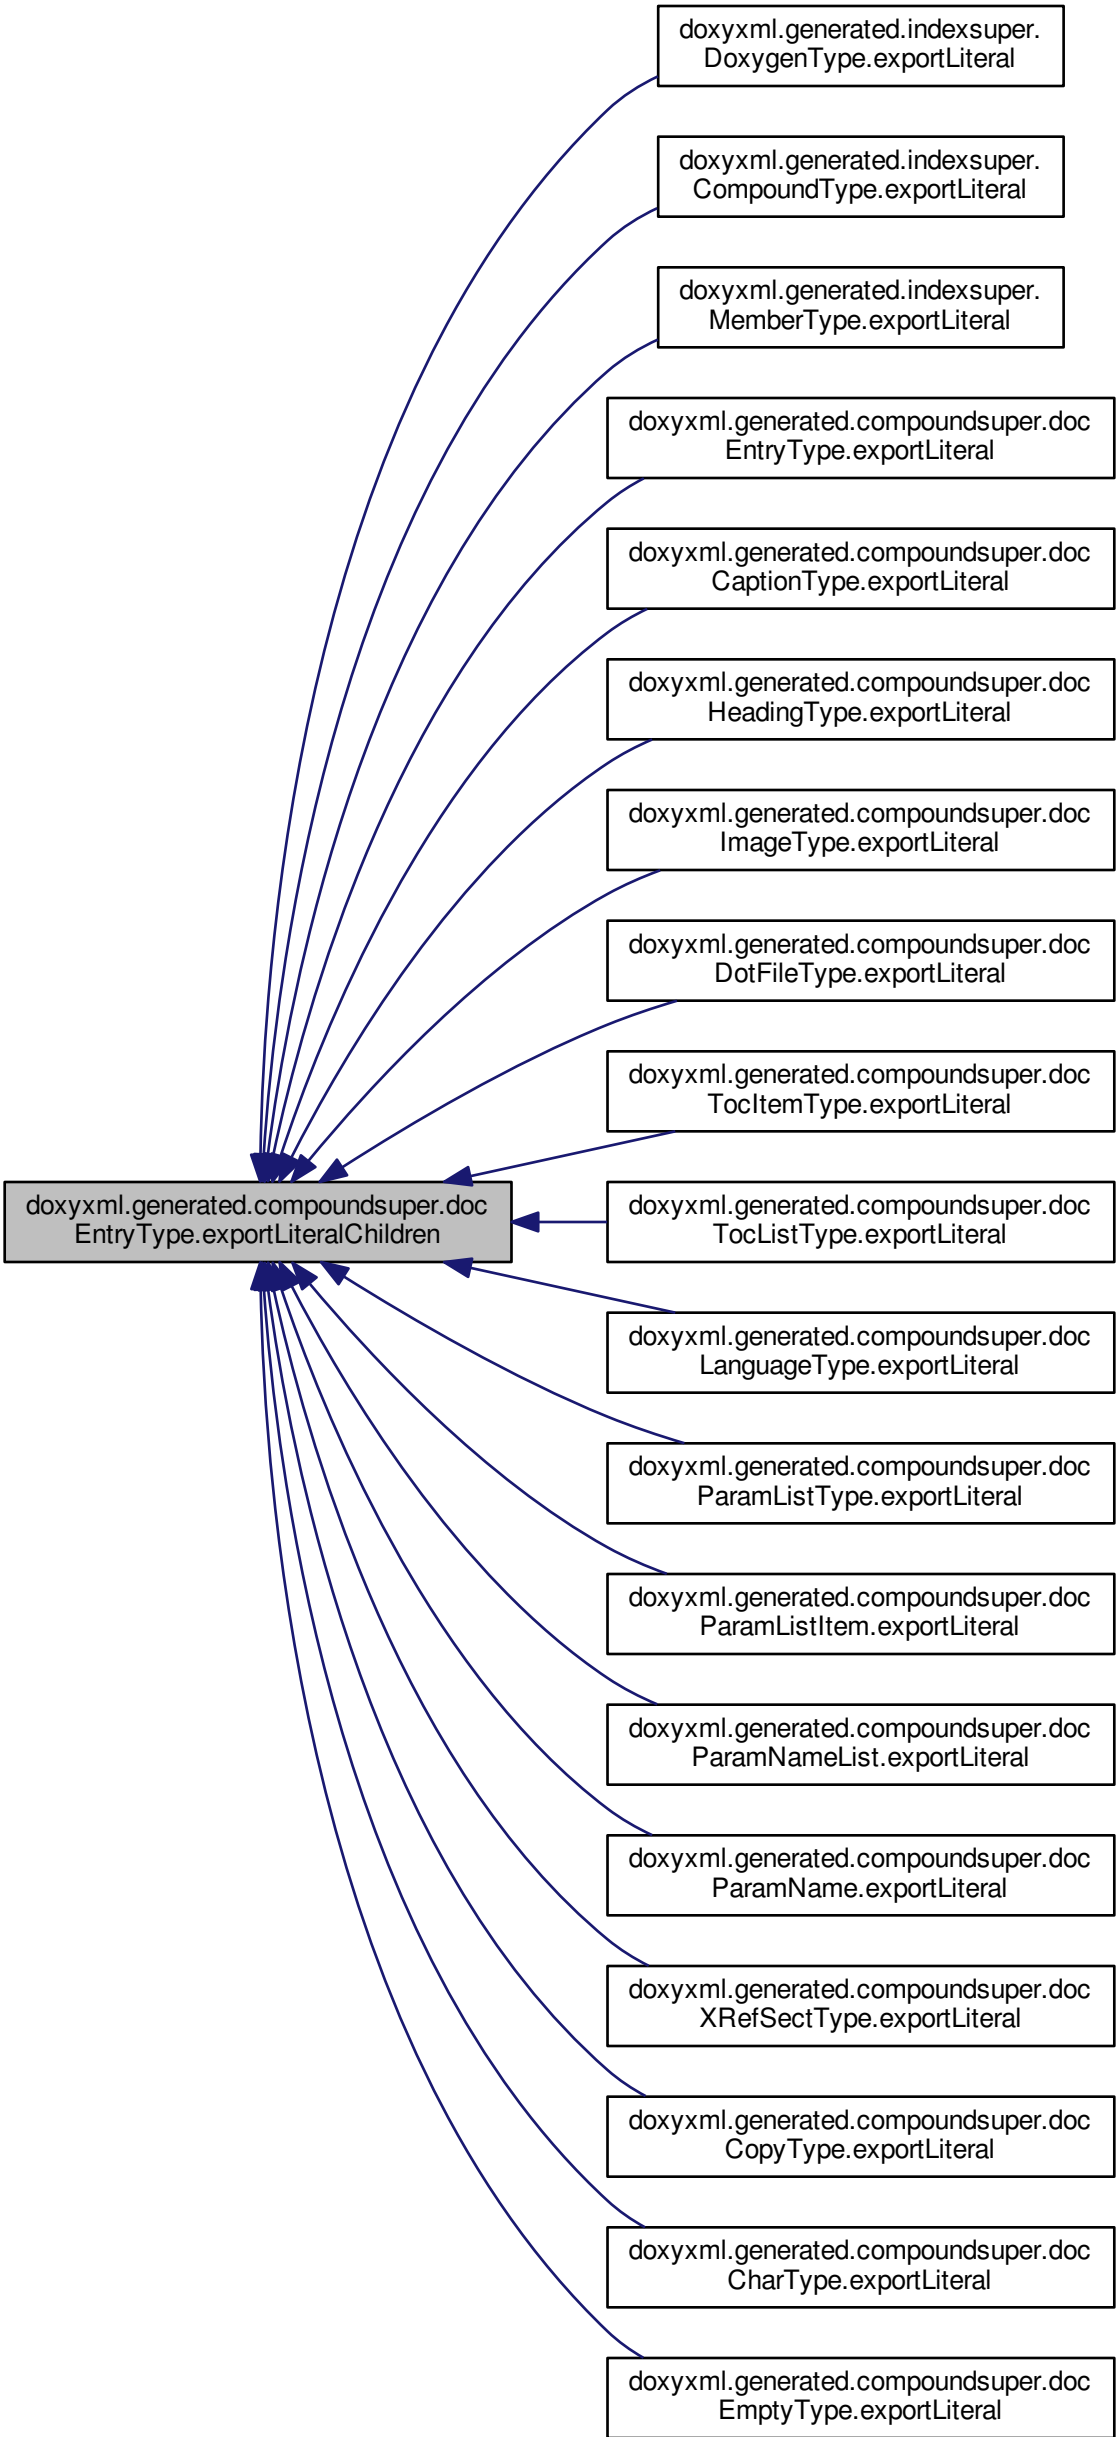 doxyxml.generated.indexsuper.
DoxygenType.exportLiteral
doxyxml.generated.indexsuper.
CompoundType.exportLiteral
doxyxml.generated.indexsuper.
MemberType.exportLiteral
doxyxml.generated.compoundsuper.doc
EntryType.exportLiteral
doxyxml.generated.compoundsuper.doc
CaptionType.exportLiteral
doxyxml.generated.compoundsuper.doc
HeadingType.exportLiteral
doxyxml.generated.compoundsuper.doc
ImageType.exportLiteral
doxyxml.generated.compoundsuper.doc
DotFileType.exportLiteral
doxyxml.generated.compoundsuper.doc
TocItemType.exportLiteral
doxyxml.generated.compoundsuper.doc
EntryType.exportLiteralChildren
doxyxml.generated.compoundsuper.doc
TocListType.exportLiteral
doxyxml.generated.compoundsuper.doc
LanguageType.exportLiteral
doxyxml.generated.compoundsuper.doc
ParamListType.exportLiteral
doxyxml.generated.compoundsuper.doc
ParamListItem.exportLiteral
doxyxml.generated.compoundsuper.doc
ParamNameList.exportLiteral
doxyxml.generated.compoundsuper.doc
ParamName.exportLiteral
doxyxml.generated.compoundsuper.doc
XRefSectType.exportLiteral
doxyxml.generated.compoundsuper.doc
CopyType.exportLiteral
doxyxml.generated.compoundsuper.doc
CharType.exportLiteral
doxyxml.generated.compoundsuper.doc
EmptyType.exportLiteral